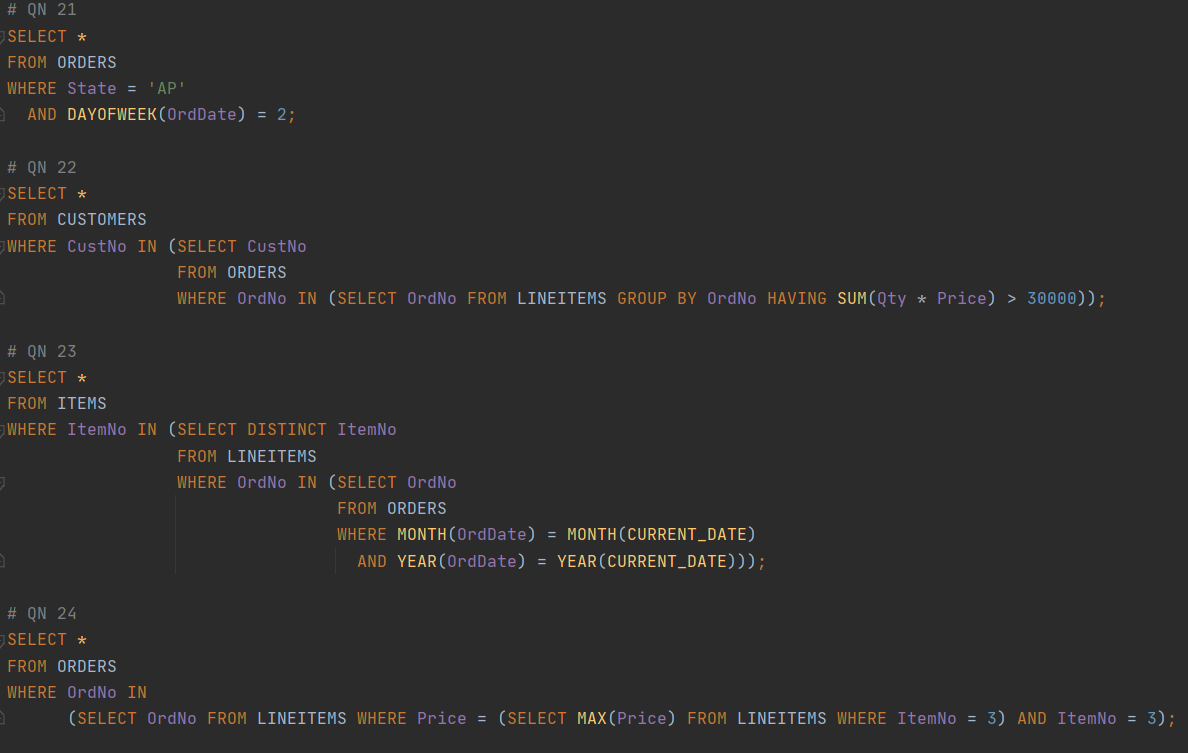 # QN 21
SELECT *
FROM ORDERS
WHERE State = 'AP'
  AND DAYOFWEEK(OrdDate) = 2;

# QN 22
SELECT *
FROM CUSTOMERS
WHERE CustNo IN (SELECT CustNo
                 FROM ORDERS
                 WHERE OrdNo IN (SELECT OrdNo FROM LINEITEMS GROUP BY OrdNo HAVING SUM(Qty * Price) > 30000));

# QN 23
SELECT *
FROM ITEMS
WHERE ItemNo IN (SELECT DISTINCT ItemNo
                 FROM LINEITEMS
                 WHERE OrdNo IN (SELECT OrdNo
                                 FROM ORDERS
                                 WHERE MONTH(OrdDate) = MONTH(CURRENT_DATE)
                                   AND YEAR(OrdDate) = YEAR(CURRENT_DATE)));

# QN 24
SELECT *
FROM ORDERS
WHERE OrdNo IN
      (SELECT OrdNo FROM LINEITEMS WHERE Price = (SELECT MAX(Price) FROM LINEITEMS WHERE ItemNo = 3) AND ItemNo = 3);